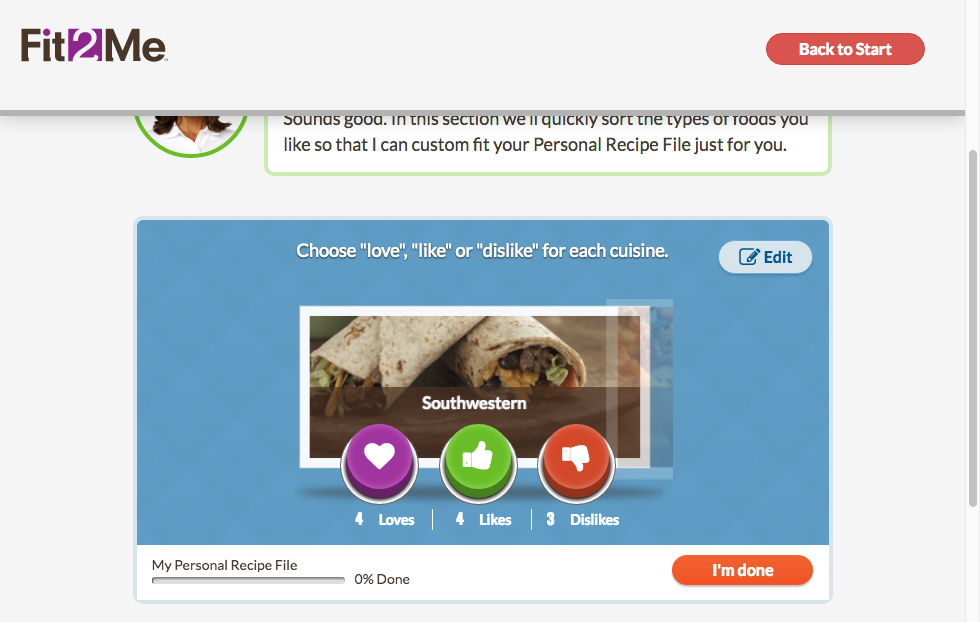 Fit2Me
Back to Start
Sounds good. In this section we'll quickly sort the types of foods you
like so that I can custom fit your Personal Recipe File just for you.
Choose "love", "like" or "dislike" for each cuisine.
Edit
Southwestern
4 Loves 4 Likes 3 Dislikes
My Personal Recipe File
0% Done
I'm done